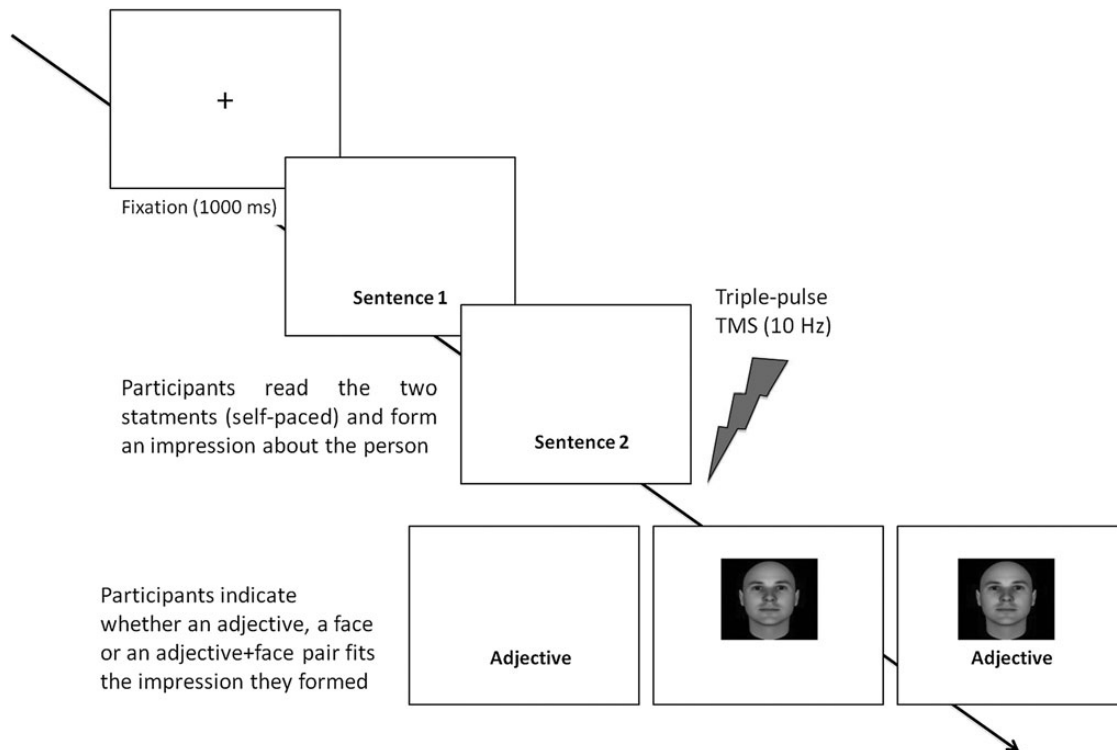 +
Fixation (1000 ms)
Sentence 1
Triple-pulse
TMS (10 Hz)
Participants read the two
statments (self-paced) and form
an impression about the person
Sentence 2
Participants indicate
whether an adjective, a face
or an adjective+face pair fits
the impression they formed
Adjective
Adjective